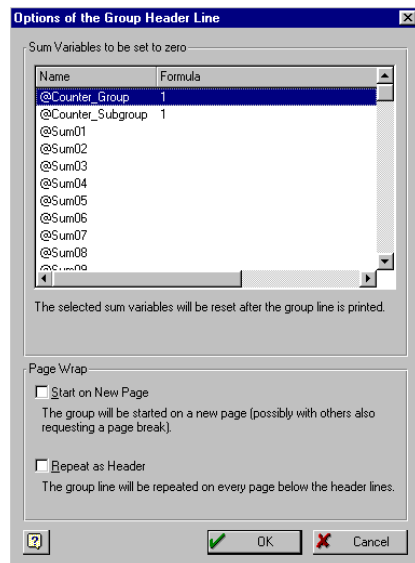 Options of the Group Header Line
Sum Variables to be set to zero
Name Formula
@Counter_Group 1
@Counter_Subgroup 1
@Sum01
@Sum02
@Sum03
@Sum04
@Sum05
@Sum06
@Sum07
@Sum08
@Sum09
The selected sum variables will be reset after the group line is printed.
Page Wrap
Start on New Page
The group will be started on a new page (possibly with others also
requesting a page break).
Repeat as Header
The group line will be repeated on every page below the header lines.
OK Cancel